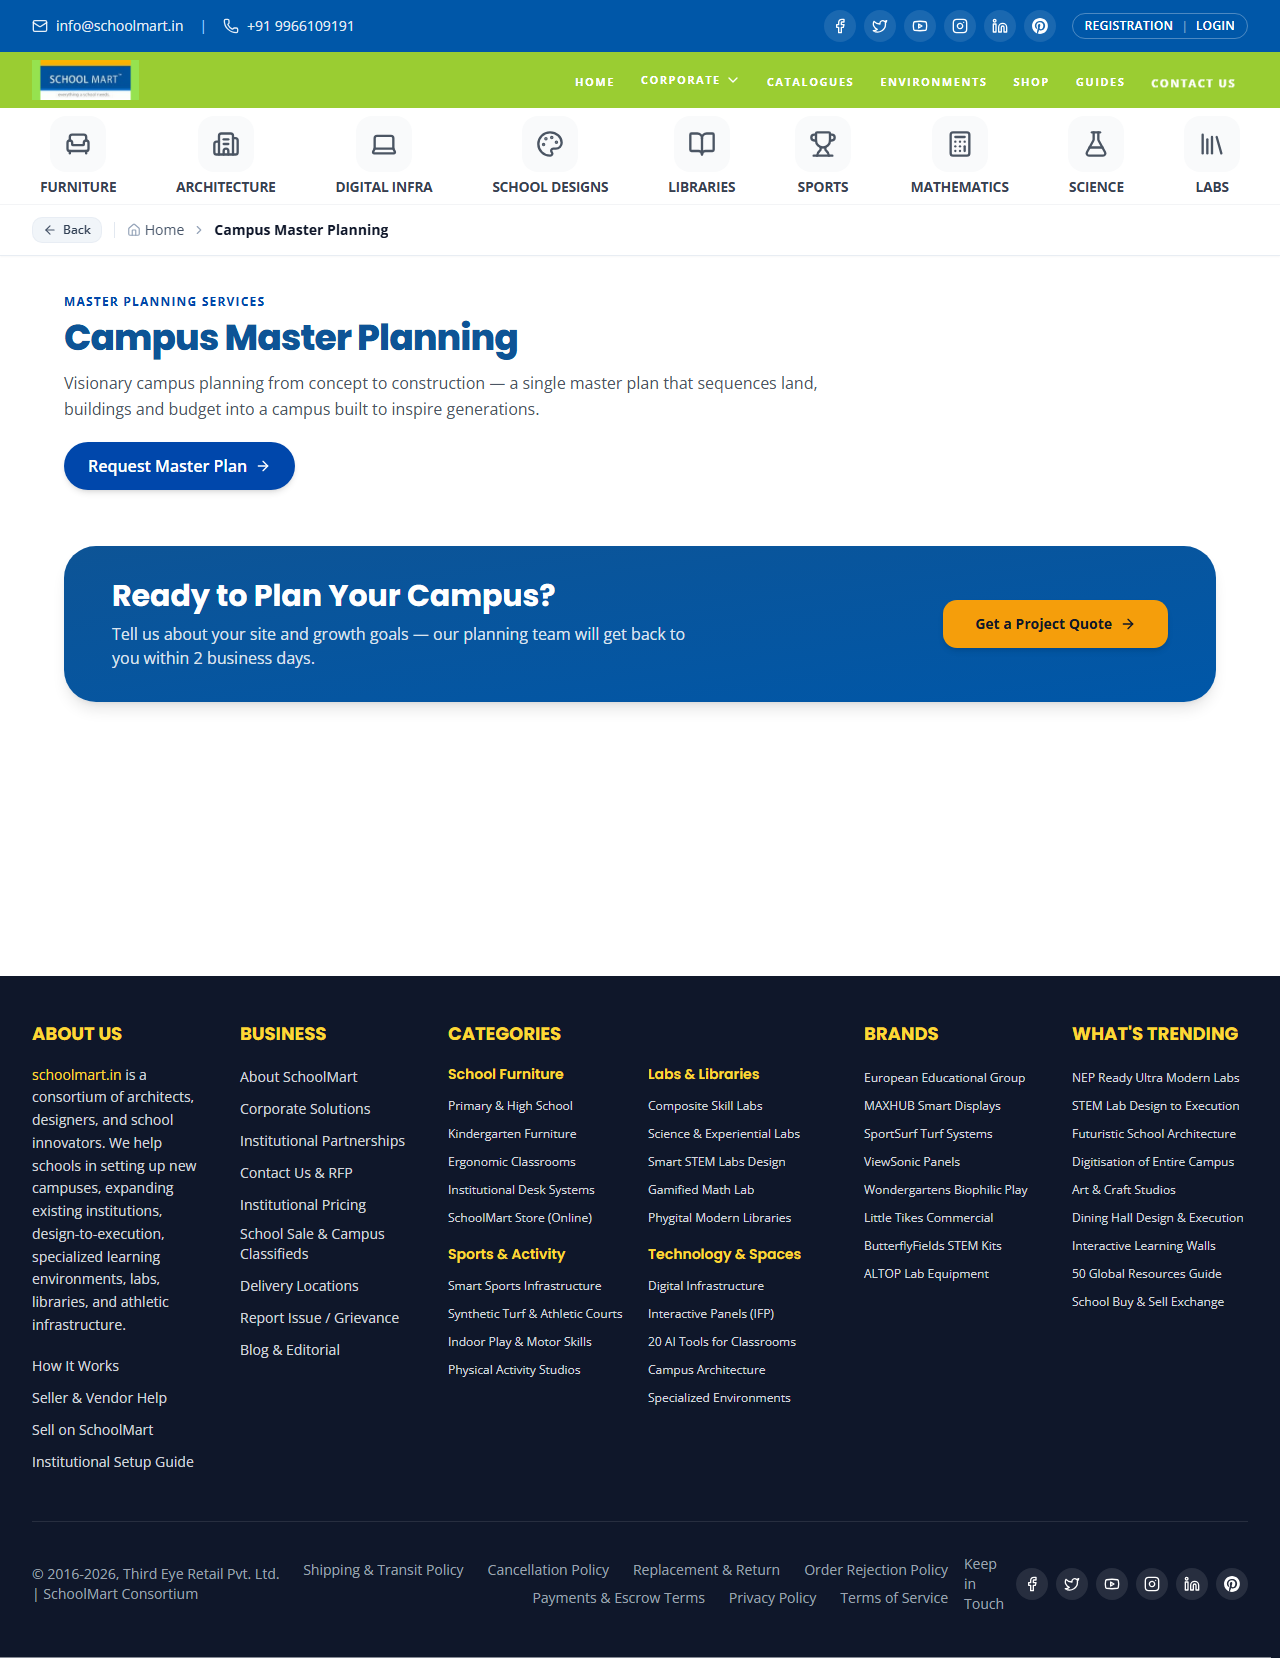 info@schoolmart.in | +91 9966109191
REGISTRATION | LOGIN
SCHOOL MART
everything a school needs
HOME CORPORATE CATALOGUES ENVIRONMENTS SHOP GUIDES CONTACT US
FURNITURE ARCHITECTURE DIGITAL INFRA SCHOOL DESIGNS LIBRARIES SPORTS MATHEMATICS SCIENCE LABS
Back Home Campus Master Planning
MASTER PLANNING SERVICES
Campus Master Planning
Visionary campus planning from concept to construction — a single master plan that sequences land,
buildings and budget into a campus built to inspire generations.
Request Master Plan
Ready to Plan Your Campus?
Tell us about your site and growth goals — our planning team will get back to
you within 2 business days.
Get a Project Quote
ABOUT US
schoolmart.in is a
consortium of architects,
designers, and school
innovators. We help
schools in setting up new
campuses, expanding
existing institutions,
design-to-execution,
specialized learning
environments, labs,
libraries, and athletic
infrastructure.
How It Works
Seller & Vendor Help
Sell on SchoolMart
Institutional Setup Guide
BUSINESS
About SchoolMart
Corporate Solutions
Institutional Partnerships
Contact Us & RFP
Institutional Pricing
School Sale & Campus
Classifieds
Delivery Locations
Report Issue / Grievance
Blog & Editorial
CATEGORIES
School Furniture
Primary & High School
Kindergarten Furniture
Ergonomic Classrooms
Institutional Desk Systems
SchoolMart Store (Online)
Labs & Libraries
Composite Skill Labs
Science & Experiential Labs
Smart STEM Labs Design
Gamified Math Lab
Phygital Modern Libraries
Sports & Activity
Smart Sports Infrastructure
Synthetic Turf & Athletic Courts
Indoor Play & Motor Skills
Physical Activity Studios
Technology & Spaces
Digital Infrastructure
Interactive Panels (IFP)
20 AI Tools for Classrooms
Campus Architecture
Specialized Environments
BRANDS
European Educational Group
MAXHUB Smart Displays
SportSurf Turf Systems
ViewSonic Panels
Wondergartens Biophilic Play
Little Tikes Commercial
ButterflyFields STEM Kits
ALTOP Lab Equipment
WHAT'S TRENDING
NEP Ready Ultra Modern Labs
STEM Lab Design to Execution
Futuristic School Architecture
Digitisation of Entire Campus
Art & Craft Studios
Dining Hall Design & Execution
Interactive Learning Walls
50 Global Resources Guide
School Buy & Sell Exchange
© 2016-2026, Third Eye Retail Pvt. Ltd.
| SchoolMart Consortium
Shipping & Transit Policy Cancellation Policy Replacement & Return Order Rejection Policy
Payments & Escrow Terms Privacy Policy Terms of Service
Keep
in
Touch